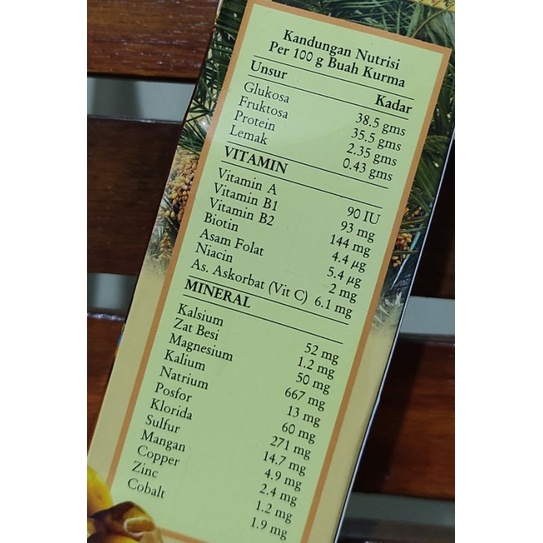 Kandungan Nutrisi
Per 100 g Buah Kurma
Unsur Kadar
Glukosa 38.5 gms
Fruktosa 35.5 gms
Protein 2.35 gms
Lemak 0.43 gms
VITAMIN
Vitamin A 90 IU
Vitamin B1 93 mg
Vitamin B2 144 mg
Biotin 4.4 µg
Asam Folat 5.4 µg
Niacin 2 mg
As. Askorbat (Vit C) 6.1 mg
MINERAL
Kalsium 52 mg
Zat Besi 1.2 mg
Magnesium 50 mg
Kalium 667 mg
Natrium 13 mg
Posfor 60 mg
Klorida 271 mg
Sulfur 14.7 mg
Mangan 4.9 mg
Copper 2.4 mg
Zinc 1.2 mg
Cobalt 1.9 mg